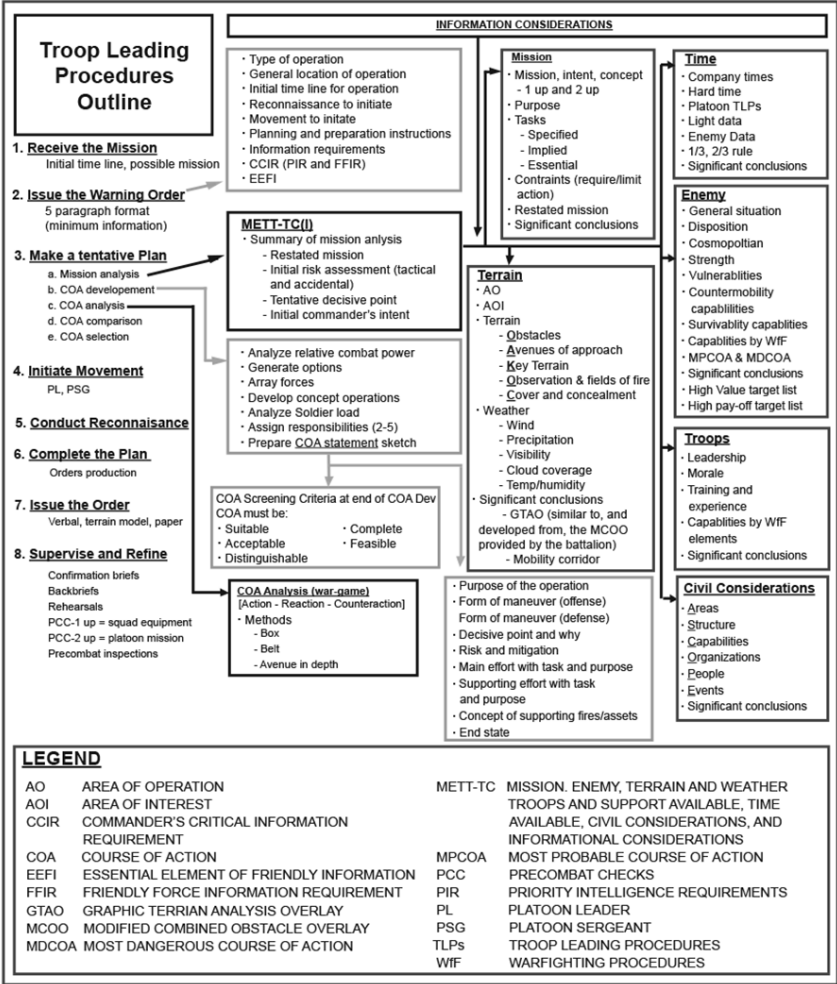 Troop Leading
Procedures
Outline
INFORMATION CONSIDERATIONS
1. Receive the Mission
Initial time line, possible mission
2. Issue the Warning Order
5 paragraph format
(minimum information)
3. Make a tentative Plan
a. Mission analysis
b. COA developement
c. COA analysis
d. COA comparison
e. COA selection
4. Initiate Movement
PL, PSG
5. Conduct Reconnaisance
6. Complete the Plan
Orders production
7. Issue the Order
Verbal, terrain model, paper
8. Supervise and Refine
Confirmation briefs
Backbriefs
Rehearsals
PCC-1 up = squad equipment
PCC-2 up = platoon mission
Precombat inspections
· Type of operation
· General location of operation
· Initial time line for operation
· Reconnaissance to initiate
· Movement to initate
· Planning and preparation instructions
· Information requirements
· CCIR (PIR and FFIR)
· EEFI
METT-TC(I)
· Summary of mission anlysis
- Restated mission
- Initial risk assessment (tactical
and accidental)
- Tentative decisive point
- Initial commander's intent
· Analyze relative combat power
· Generate options
· Array forces
· Develop concept operations
· Analyze Soldier load
· Assign responsibilities (2-5)
· Prepare COA statement sketch
COA Screening Criteria at end of COA Dev
COA must be:
· Suitable
· Acceptable
· Distinguishable
· Complete
· Feasible
COA Analysis (war-game)
[Action - Reaction - Counteraction]
· Methods
- Box
- Belt
- Avenue in depth
Mission
· Mission, intent, concept
- 1 up and 2 up
· Purpose
· Tasks
- Specified
- Implied
- Essential
· Contraints (require/limit
action)
· Restated mission
· Significant conclusions
Terrain
· AO
· AOI
· Terrain
- Obstacles
- Avenues of approach
- Key Terrain
- Observation & fields of fire
- Cover and concealment
· Weather
- Wind
- Precipitation
- Visibility
- Cloud coverage
- Temp/humidity
· Significant conclusions
- GTAO (similar to, and
developed from, the MCOO
provided by the battalion)
- Mobility corridor
· Purpose of the operation
· Form of maneuver (offense)
Form of maneuver (defense)
· Decisive point and why
· Risk and mitigation
· Main effort with task and purpose
· Supporting effort with task
and purpose
· Concept of supporting fires/assets
· End state
Time
· Company times
· Hard time
· Platoon TLPs
· Light data
· Enemy Data
· 1/3, 2/3 rule
· Significant conclusions
Enemy
· General situation
· Disposition
· Cosmopoltian
· Strength
· Vulnerablities
· Countermobility
capablilities
· Survivablity capablites
· Capablities by WfF
· MPCOA & MDCOA
· Significant conclusions
· High Value target list
· High pay-off target list
Troops
· Leadership
· Morale
· Training and
experience
· Capablities by WfF
elements
· Significant conclusions
Civil Considerations
· Areas
· Structure
· Capabilities
· Organizations
· People
· Events
· Significant conclusions
LEGEND
AO AREA OF OPERATION
AOI AREA OF INTEREST
CCIR COMMANDER'S CRITICAL INFORMATION
REQUIREMENT
COA COURSE OF ACTION
EEFI ESSENTIAL ELEMENT OF FRIENDLY INFORMATION
FFIR FRIENDLY FORCE INFORMATION REQUIREMENT
GTAO GRAPHIC TERRIAN ANALYSIS OVERLAY
MCOO MODIFIED COMBINED OBSTACLE OVERLAY
MDCOA MOST DANGEROUS COURSE OF ACTION
METT-TC MISSION. ENEMY, TERRAIN AND WEATHER
TROOPS AND SUPPORT AVAILABLE, TIME
AVAILABLE, CIVIL CONSIDERATIONS, AND
INFORMATIONAL CONSIDERATIONS
MPCOA MOST PROBABLE COURSE OF ACTION
PCC PRECOMBAT CHECKS
PIR PRIORITY INTELLIGENCE REQUIREMENTS
PL PLATOON LEADER
PSG PLATOON SERGEANT
TLPs TROOP LEADING PROCEDURES
WfF WARFIGHTING PROCEDURES